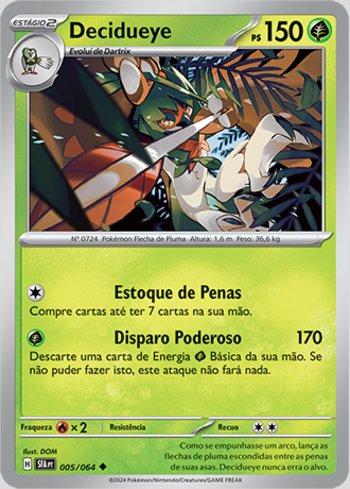 ESTÁGIO 2
Decidueye
PS 150
Evolui de Dartrix
Nº 0724 Pokémon Flecha de Pluma Altura: 1,6 m Peso: 36,6 kg
Estoque de Penas
Compre cartas até ter 7 cartas na sua mão.
Disparo Poderoso 170
Descarte uma carta de Energia Básica da sua mão. Se
não puder fazer isto, este ataque não fará nada.
Fraqueza × 2 Resistência Recuo
Como se empunhasse um arco, lança as
flechas de pluma escondidas entre as penas
de suas asas. Decididueye nunca erra um alvo.
Ilust. DOM
H SFA PT 005/064
©2024 Pokémon/Nintendo/Creatures/GAME FREAK